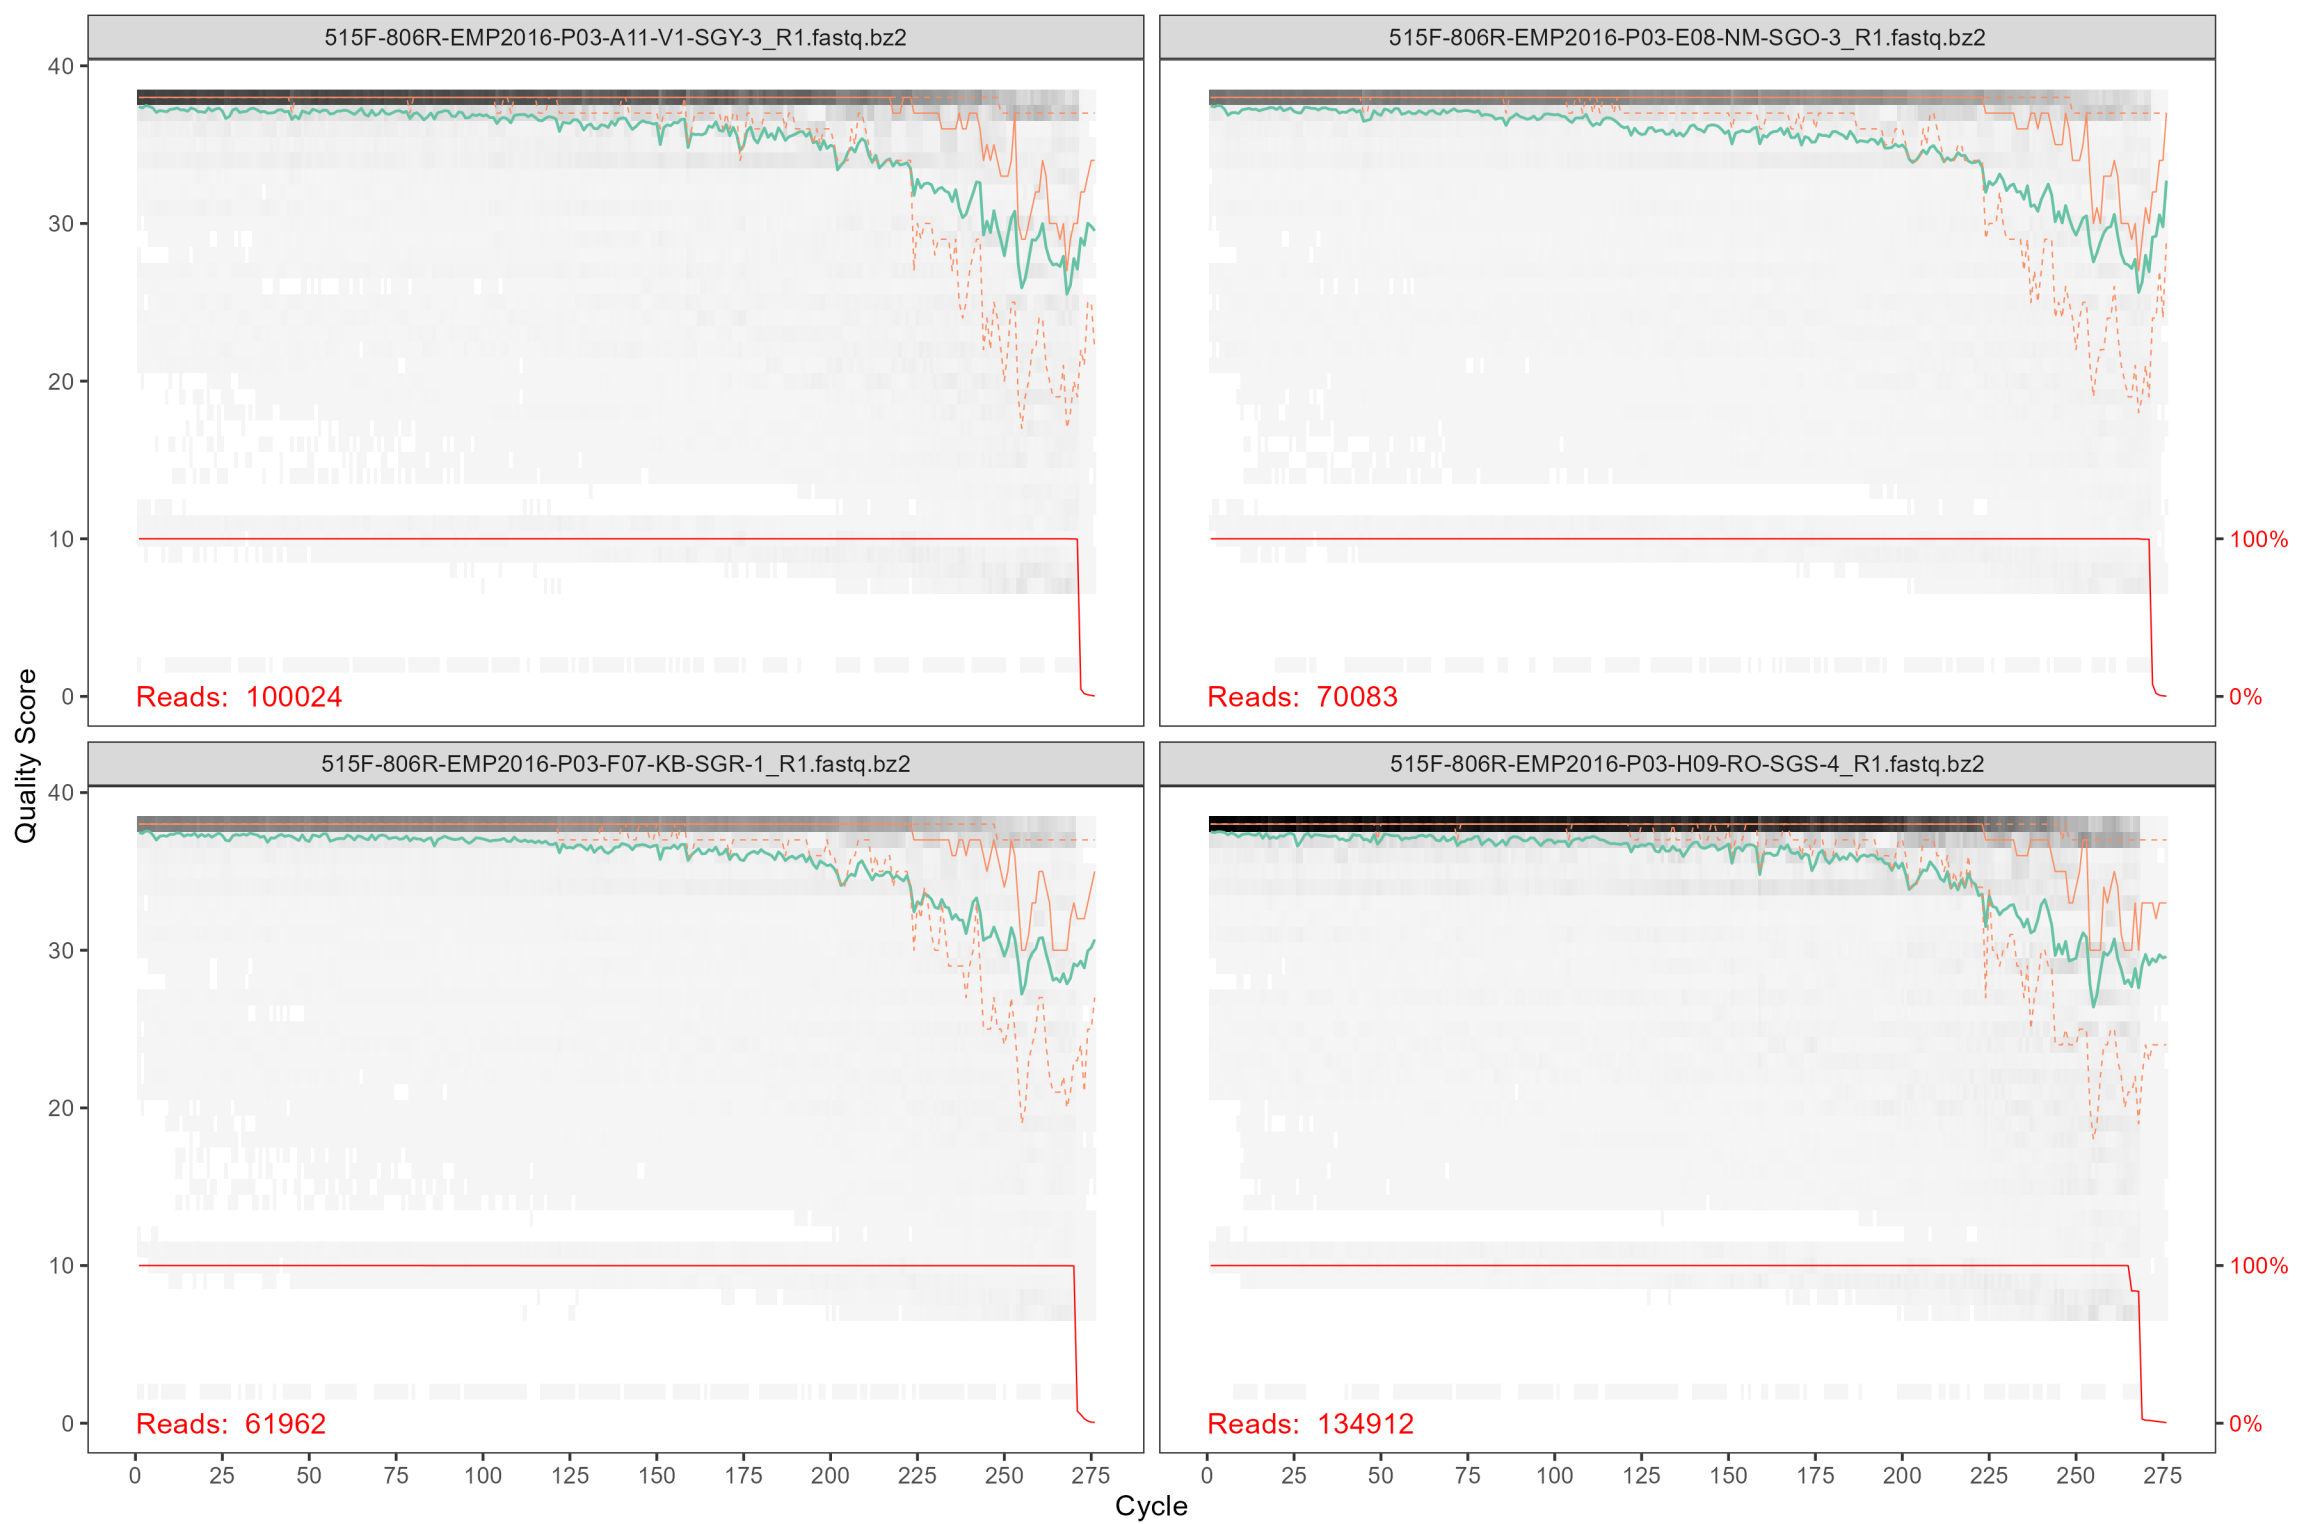 515F-806R-EMP2016-P03-A11-V1-SGY-3_R1.fastq.bz2
515F-806R-EMP2016-P03-E08-NM-SGO-3_R1.fastq.bz2
40
30
20
10
0
100%
0%
Reads: 100024
Reads: 70083
515F-806R-EMP2016-P03-F07-KB-SGR-1_R1.fastq.bz2
515F-806R-EMP2016-P03-H09-RO-SGS-4_R1.fastq.bz2
Quality Score
40
30
20
10
0
100%
0%
Reads: 61962
Reads: 134912
0 25 50 75 100 125 150 175 200 225 250 275
0 25 50 75 100 125 150 175 200 225 250 275
Cycle